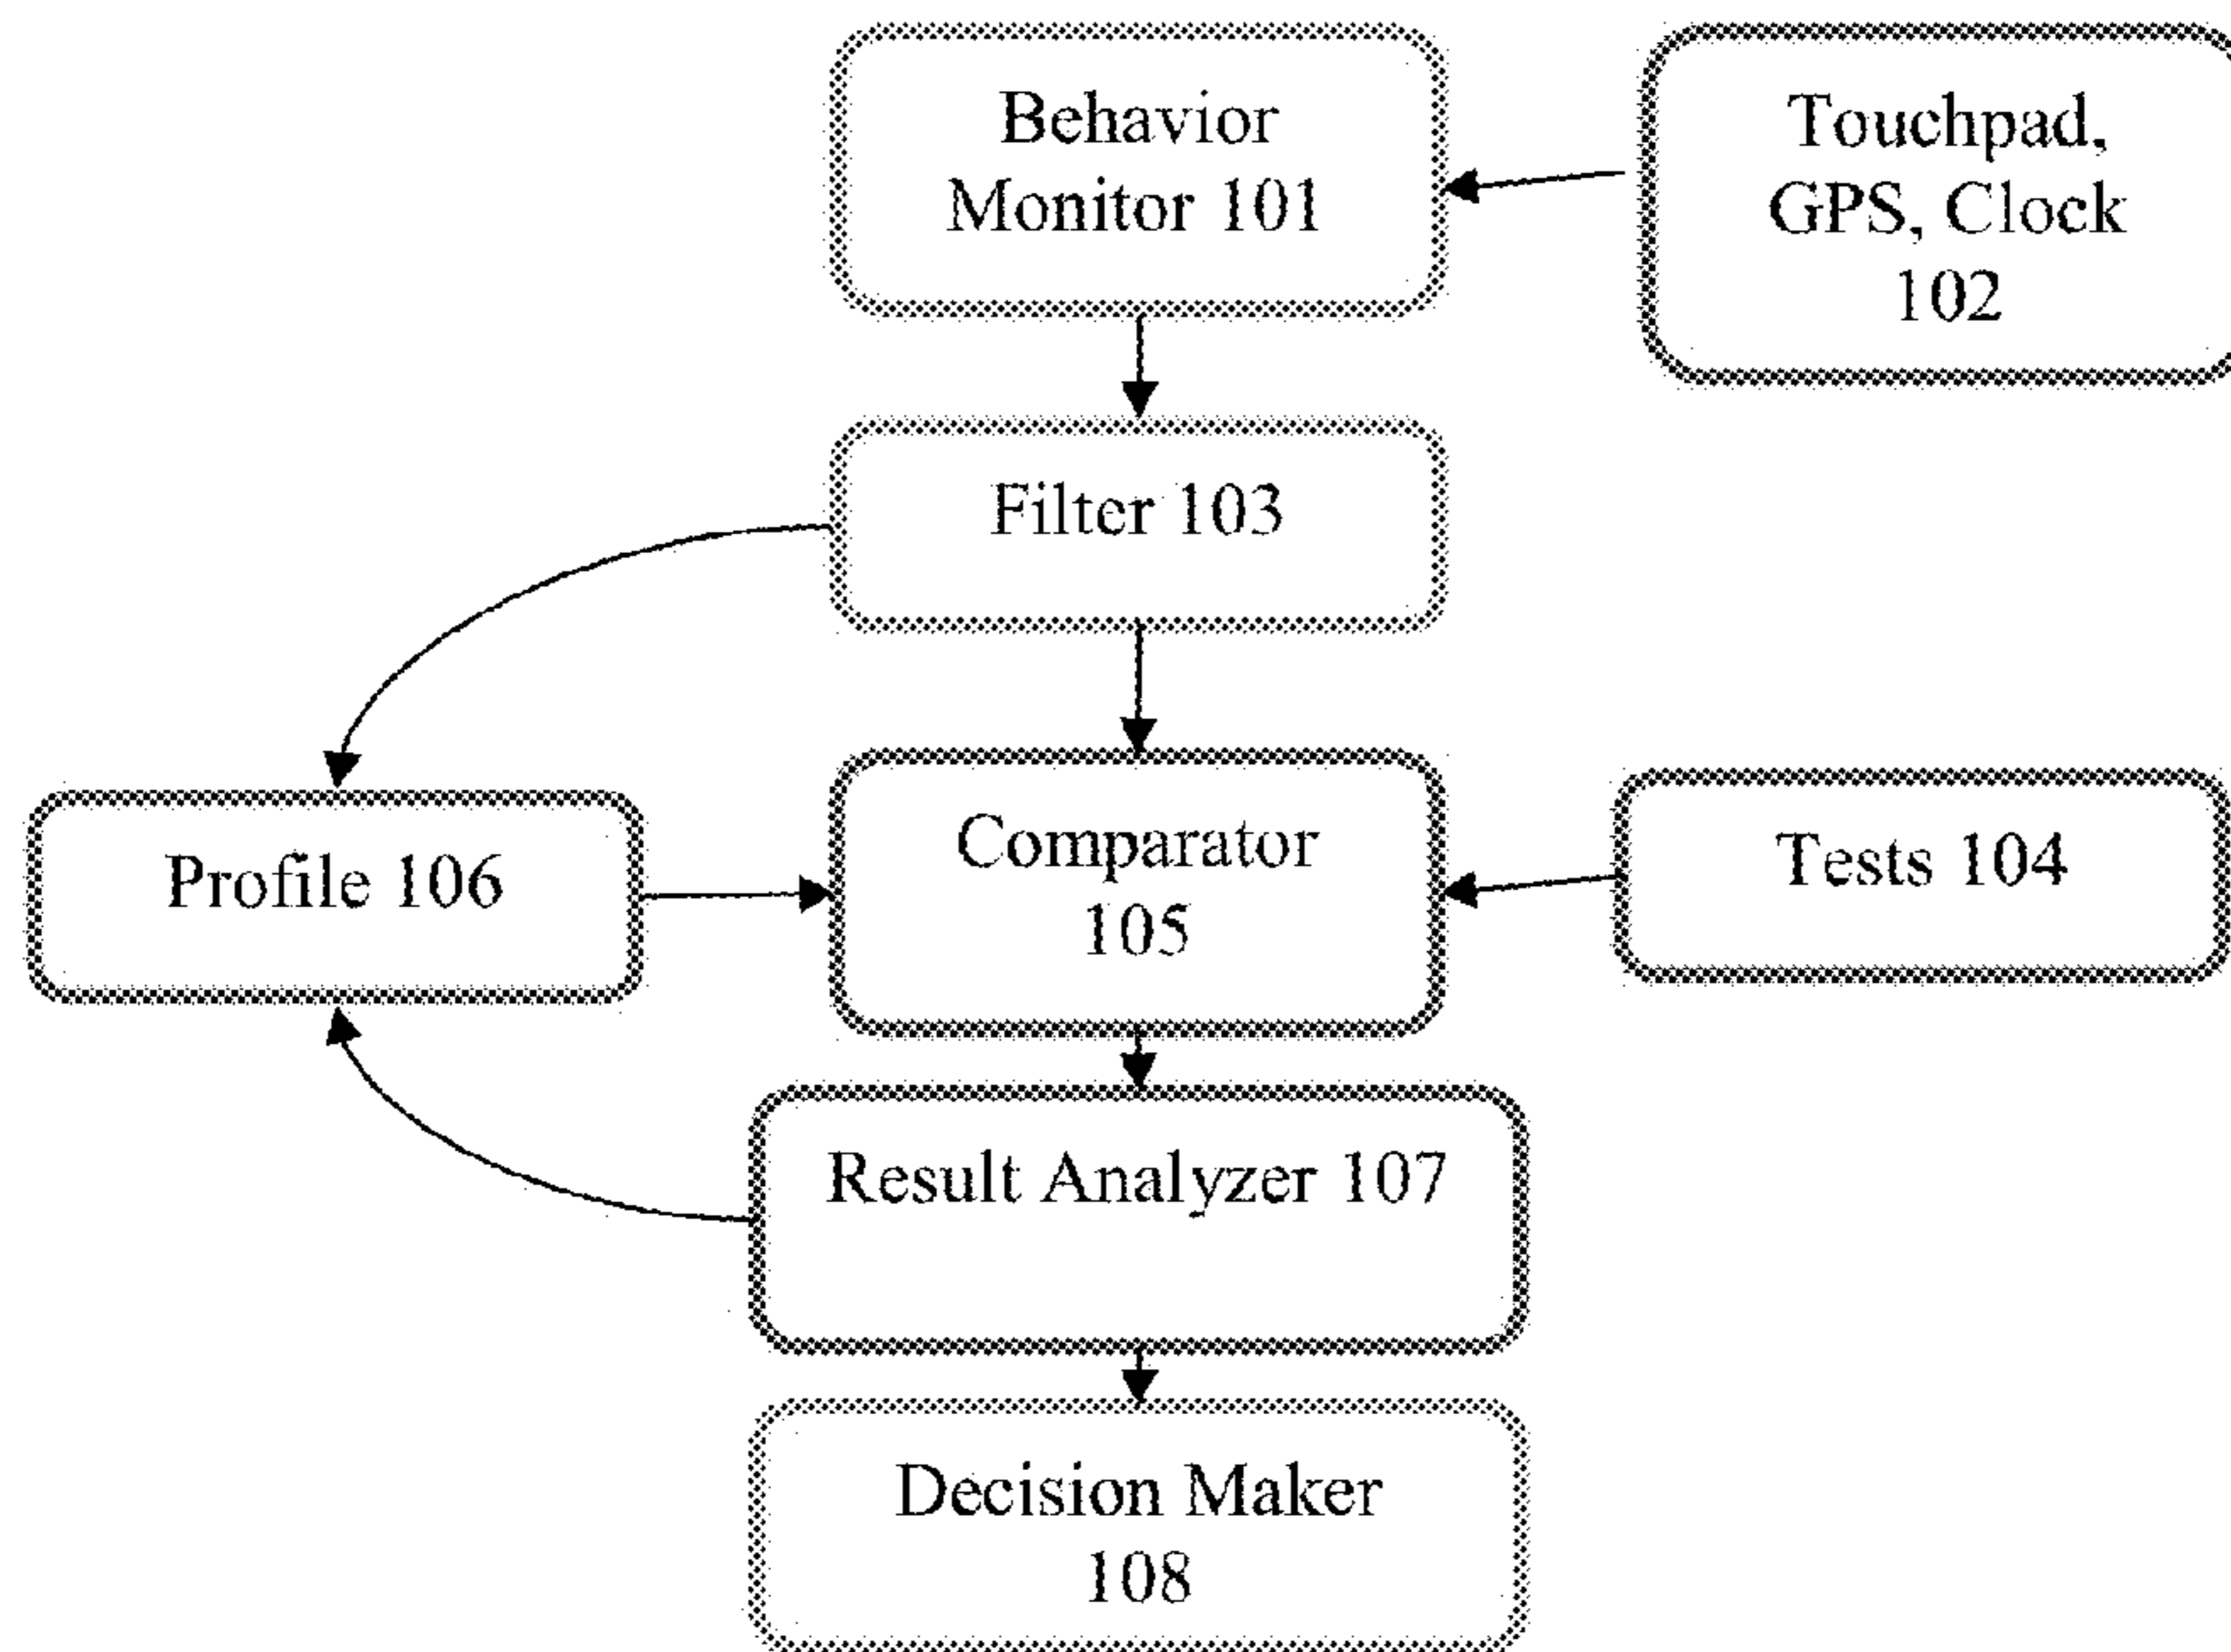 Behavior
Monitor 101
Touchpad,
GPS, Clock
102
Filter 103
Profile 106
Comparator
105
Tests 104
Result Analyzer 107
Decision Maker
108